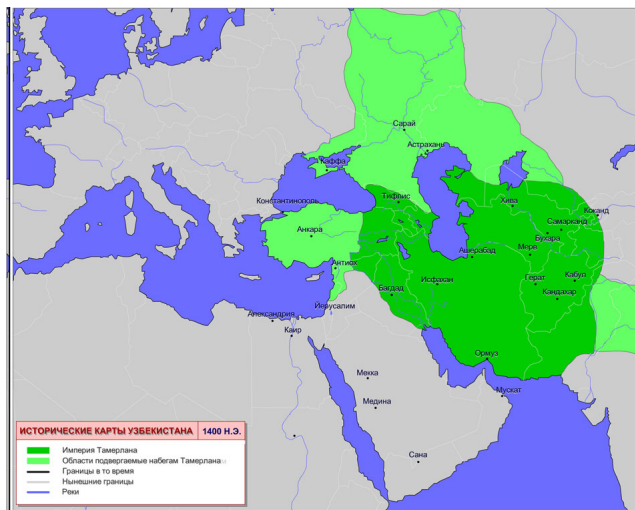 Сарай
Астрахань
Каффа
Константинополь
Тифлис
Хива
Коканд
Самарканд
Бухара
Анкара
Мерв
Ашерабад
Антиох
Исфахан
Герат
Кабул
Багдад
Кандахар
Иерусалим
Александрия
Каир
Ормуз
Мекка
Мускат
Медина
Сана
ИСТОРИЧЕСКИЕ КАРТЫ УЗБЕКИСТАНА 1400 Н.Э.
Империя Тамерлана
Области подвергаемые набегам Тамерлана
Границы в то время
Нынешние границы
Реки